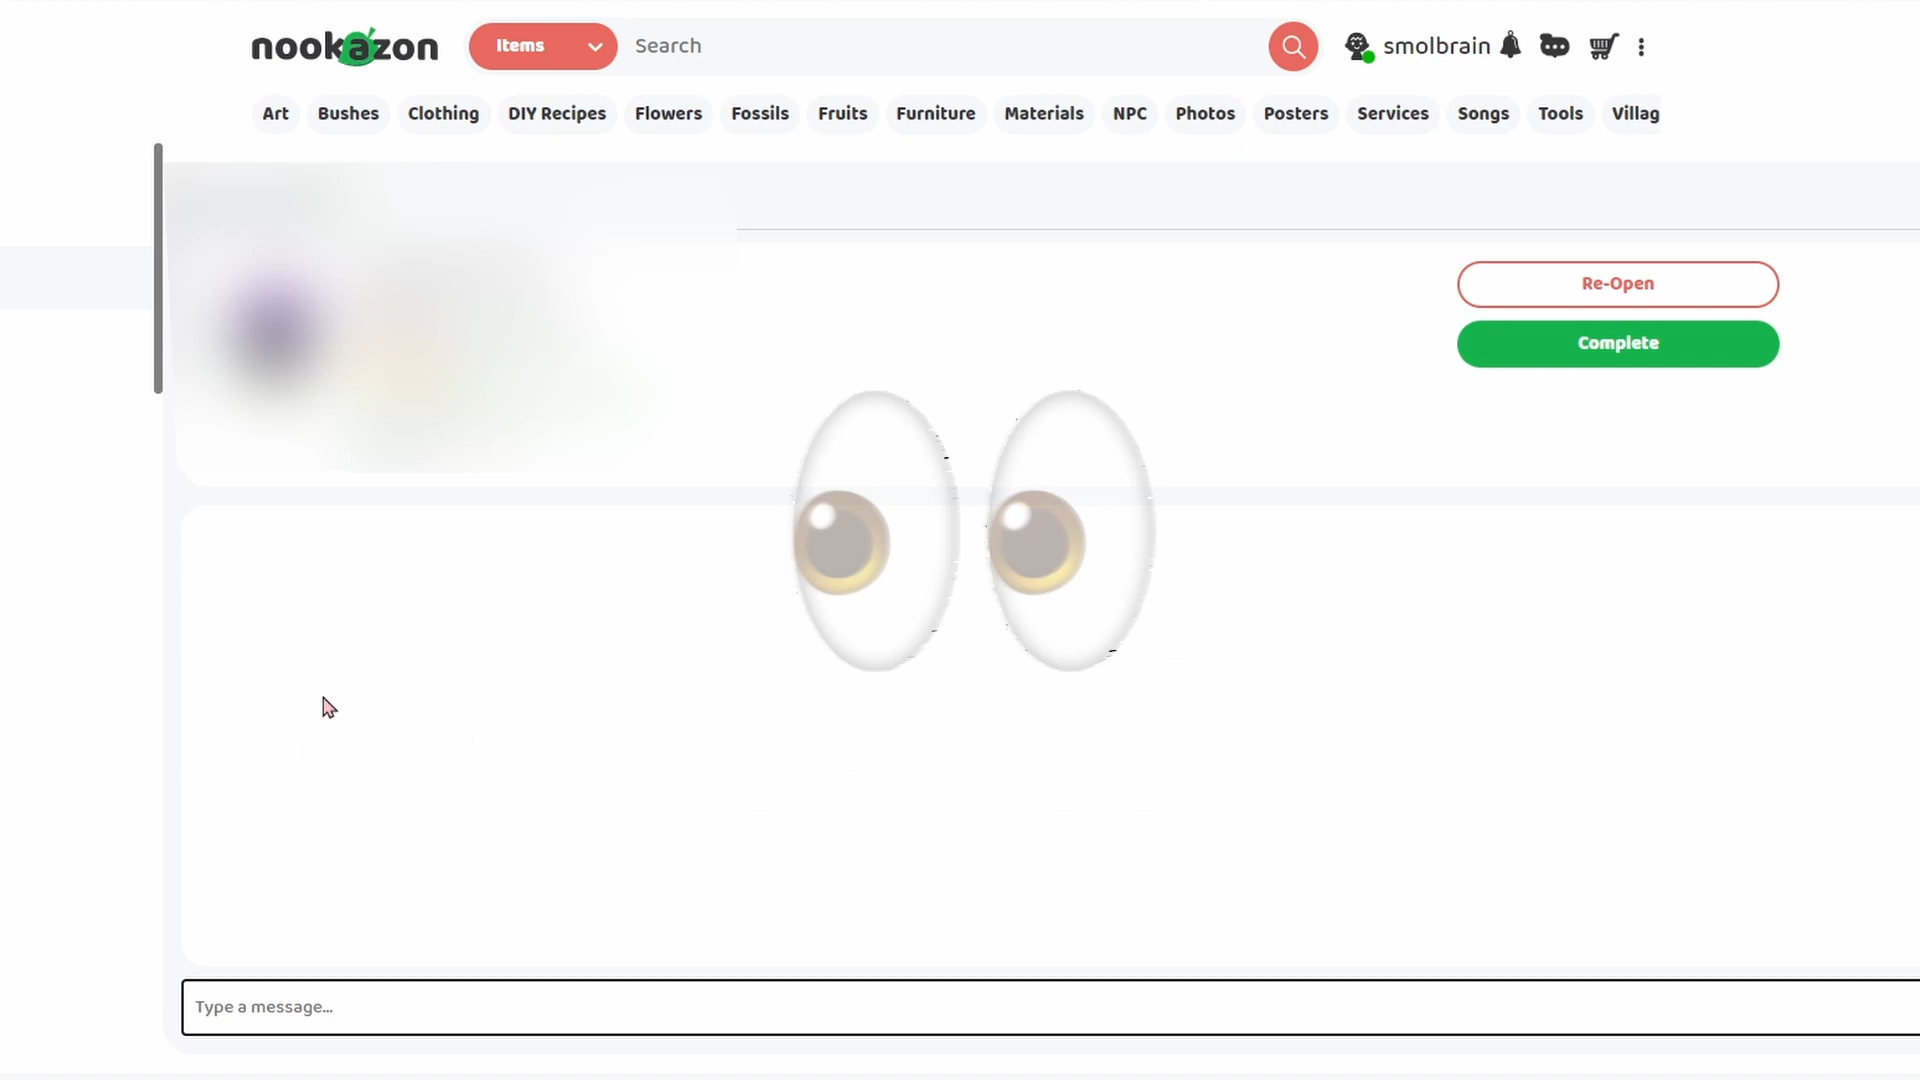 nookazon
Items
Search
smolbrain
Art Bushes Clothing DIY Recipes Flowers Fossils Fruits Furniture Materials NPC Photos Posters Services Songs Tools Villag
Re-Open
Complete
Type a message...